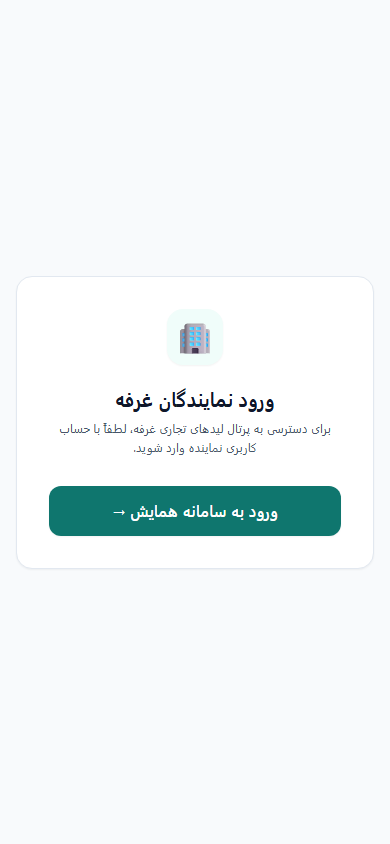 ورود نمایندگان غرفه
برای دسترسی به پرتال لیدهای تجاری غرفه، لطفاً با حساب
کاربری نماینده وارد شوید.
ورود به سامانه همایش →